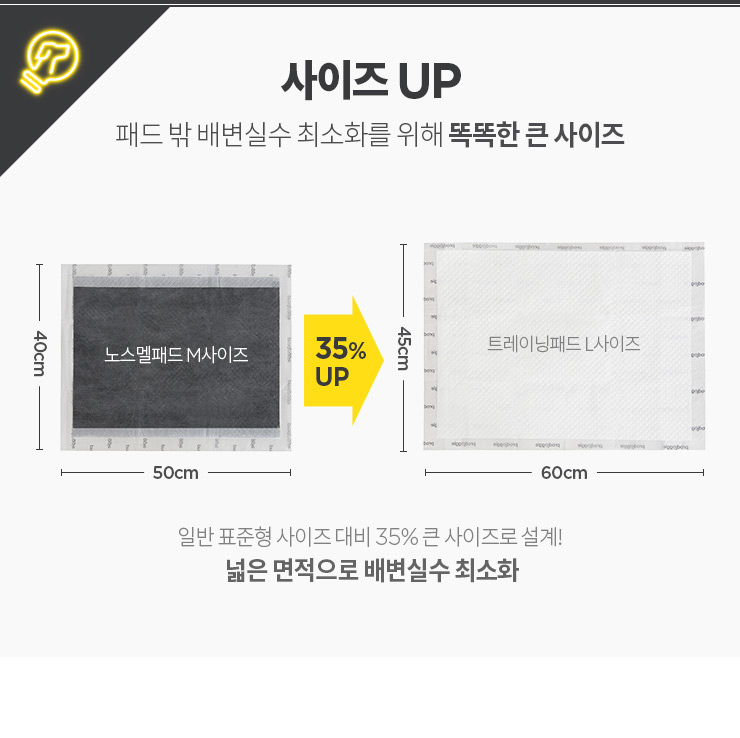 사이즈 UP
패드 밖 배변실수 최소화를 위해 똑똑한 큰 사이즈
40cm
노스멜패드 M사이즈
50cm
35%
UP
45cm
트레이닝패드 L사이즈
60cm
일반 표준형 사이즈 대비 35% 큰 사이즈로 설계!
넓은 면적으로 배변실수 최소화